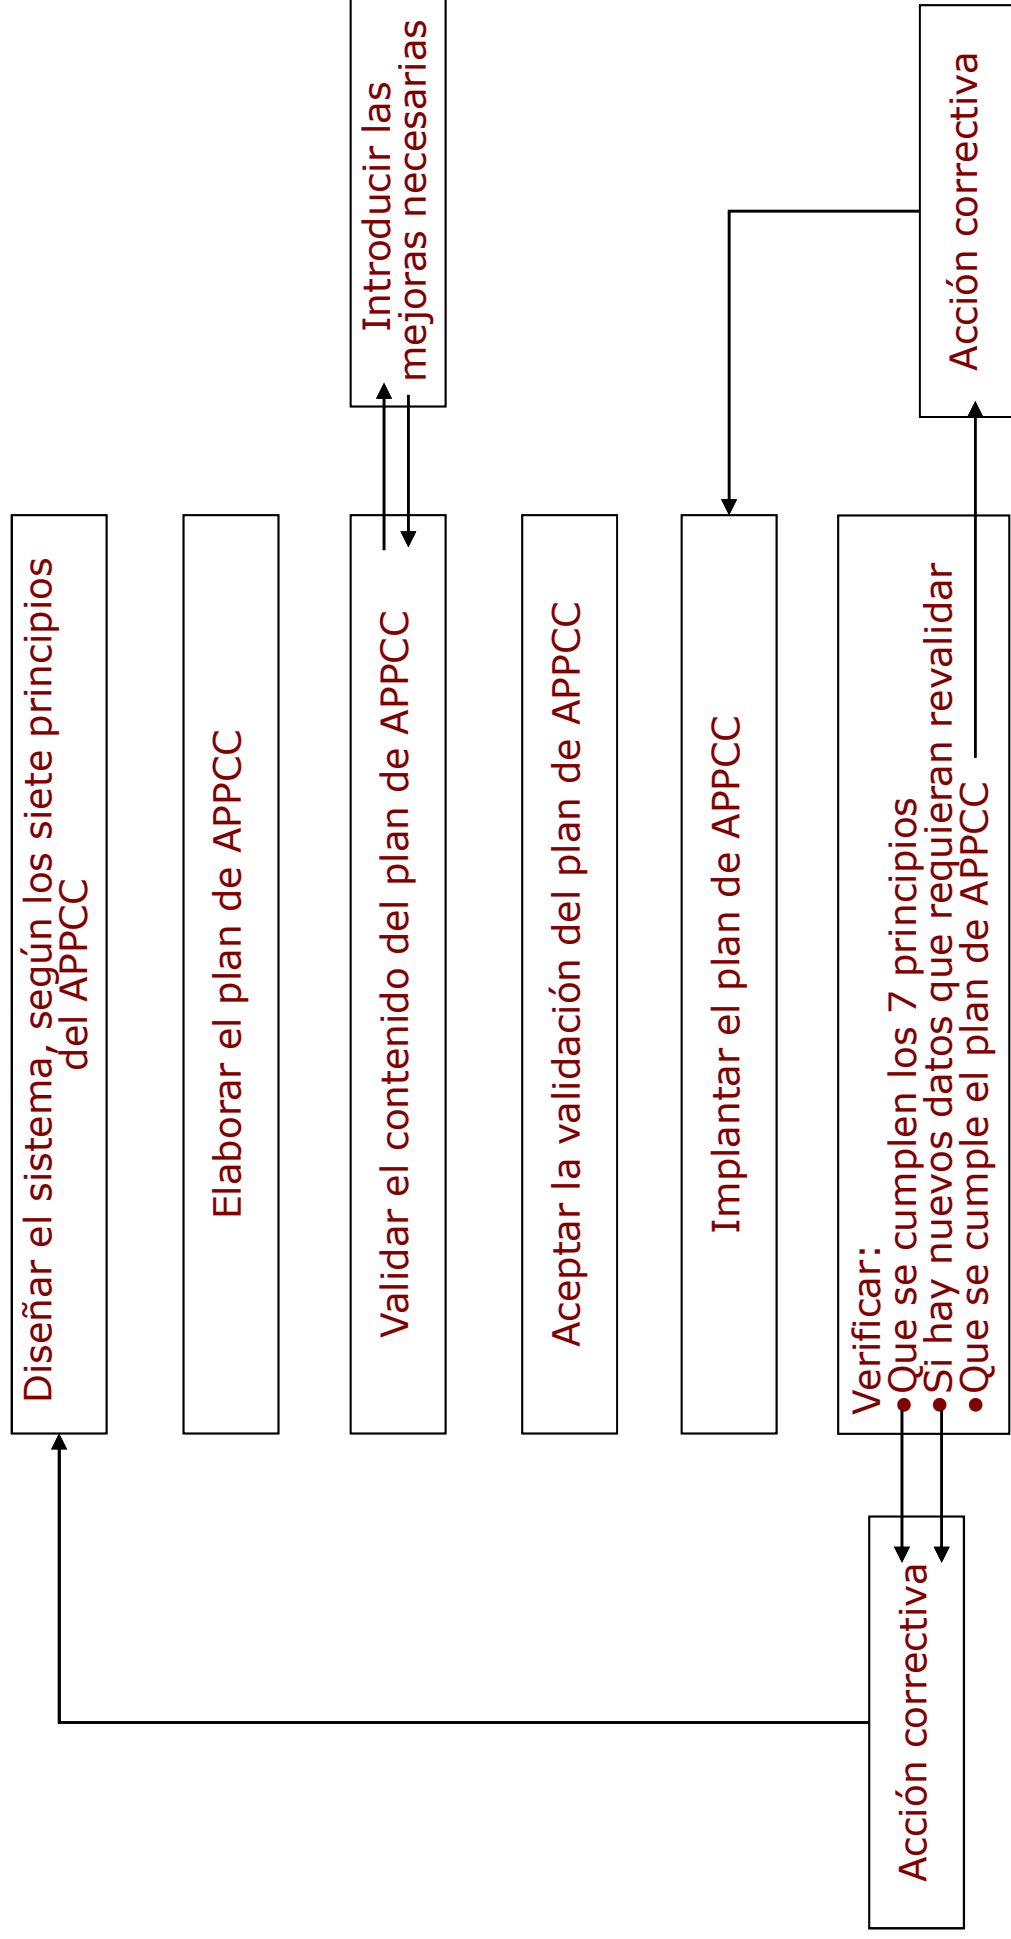 Diseñar el sistema, según los siete principios
del APPCC
Elaborar el plan de APPCC
Validar el contenido del plan de APPCC
Introducir las
mejoras necesarias
Aceptar la validación del plan de APPCC
Implantar el plan de APPCC
Verificar:
•Que se cumplen los 7 principios
•Si hay nuevos datos que requieran revalidar
•Que se cumple el plan de APPCC
Acción correctiva
Acción correctiva